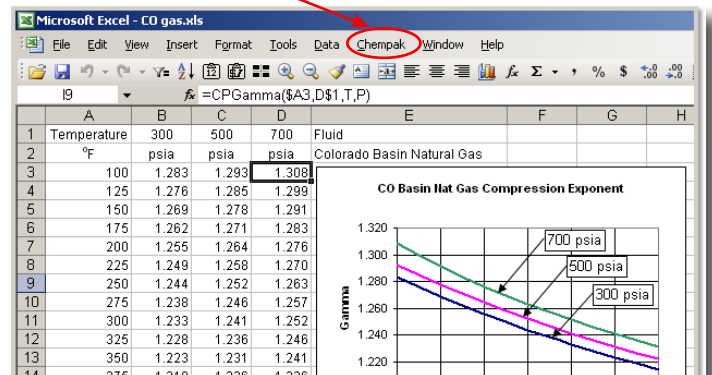 Microsoft Excel - CO gas.xls
File Edit View Insert Format Tools Data Chempak Window Help
I9 fx =CPGamma($A3,D$1,T,P)
A B C D E F G H
1 Temperature 300 500 700 Fluid
2 °F psia psia psia Colorado Basin Natural Gas
3 100 1.283 1.293 1.308
4 125 1.276 1.285 1.299
5 150 1.269 1.278 1.291
6 175 1.262 1.271 1.283
7 200 1.255 1.264 1.276
8 225 1.249 1.258 1.270
9 250 1.244 1.252 1.263
10 275 1.238 1.246 1.257
11 300 1.233 1.241 1.252
12 325 1.228 1.236 1.246
13 350 1.223 1.231 1.241
CO Basin Nat Gas Compression Exponent
1.320
1.300
1.280
1.260
1.240
1.220
Gamma
700 psia
500 psia
300 psia